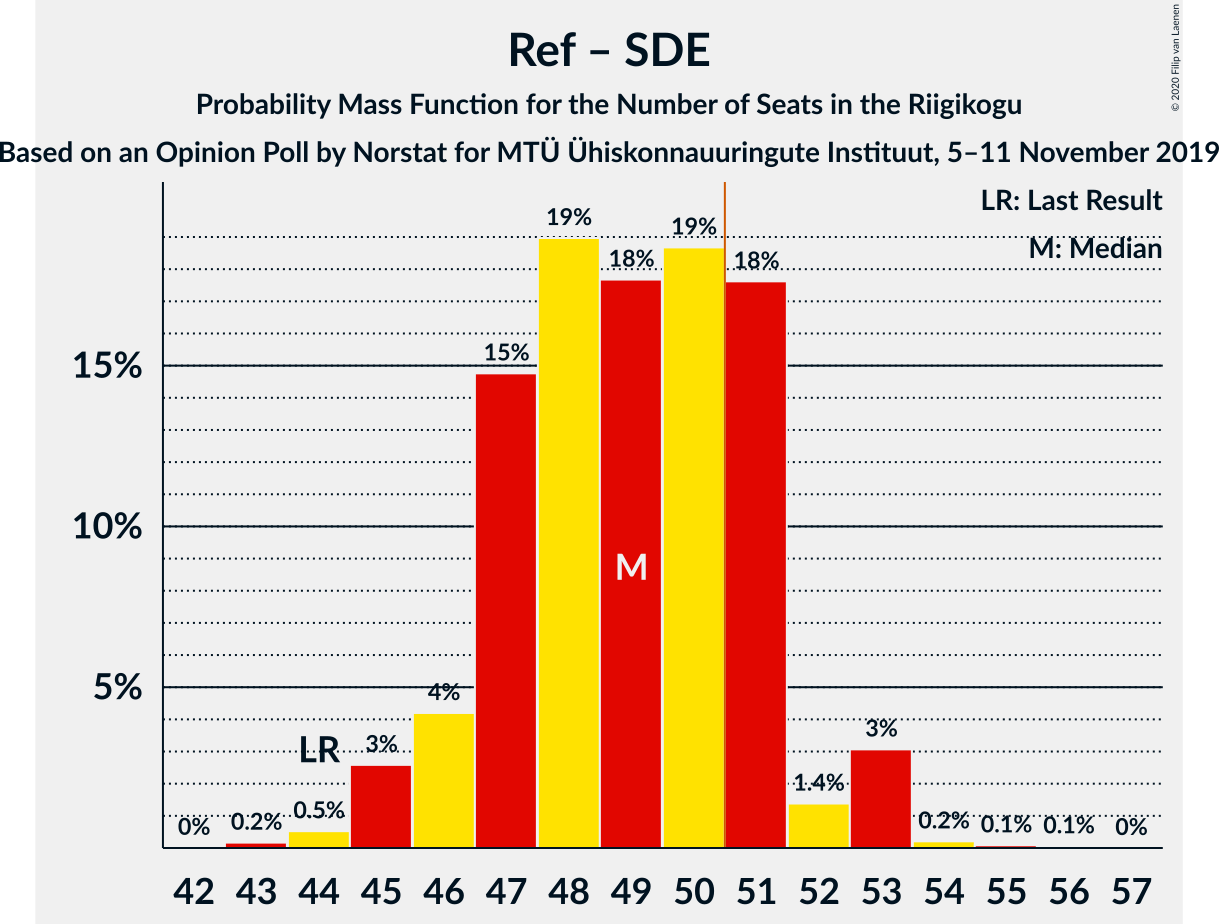 Ref – SDE
Probability Mass Function for the Number of Seats in the Riigikogu
Based on an Opinion Poll by Norstat for MTÜ Ühiskonnauuringute Instituut, 5–11 November 2019
© 2020 Filip van Laenen
LR: Last Result
M: Median
19%
19%
18%
18%
15%
15%
M
10%
5%
4%
LR
3%
3%
1.4%
0%
0.2%
0.5%
0.2%
0.1%
0.1%
0%
42 43 44 45 46 47 48 49 50 51 52 53 54 55 56 57